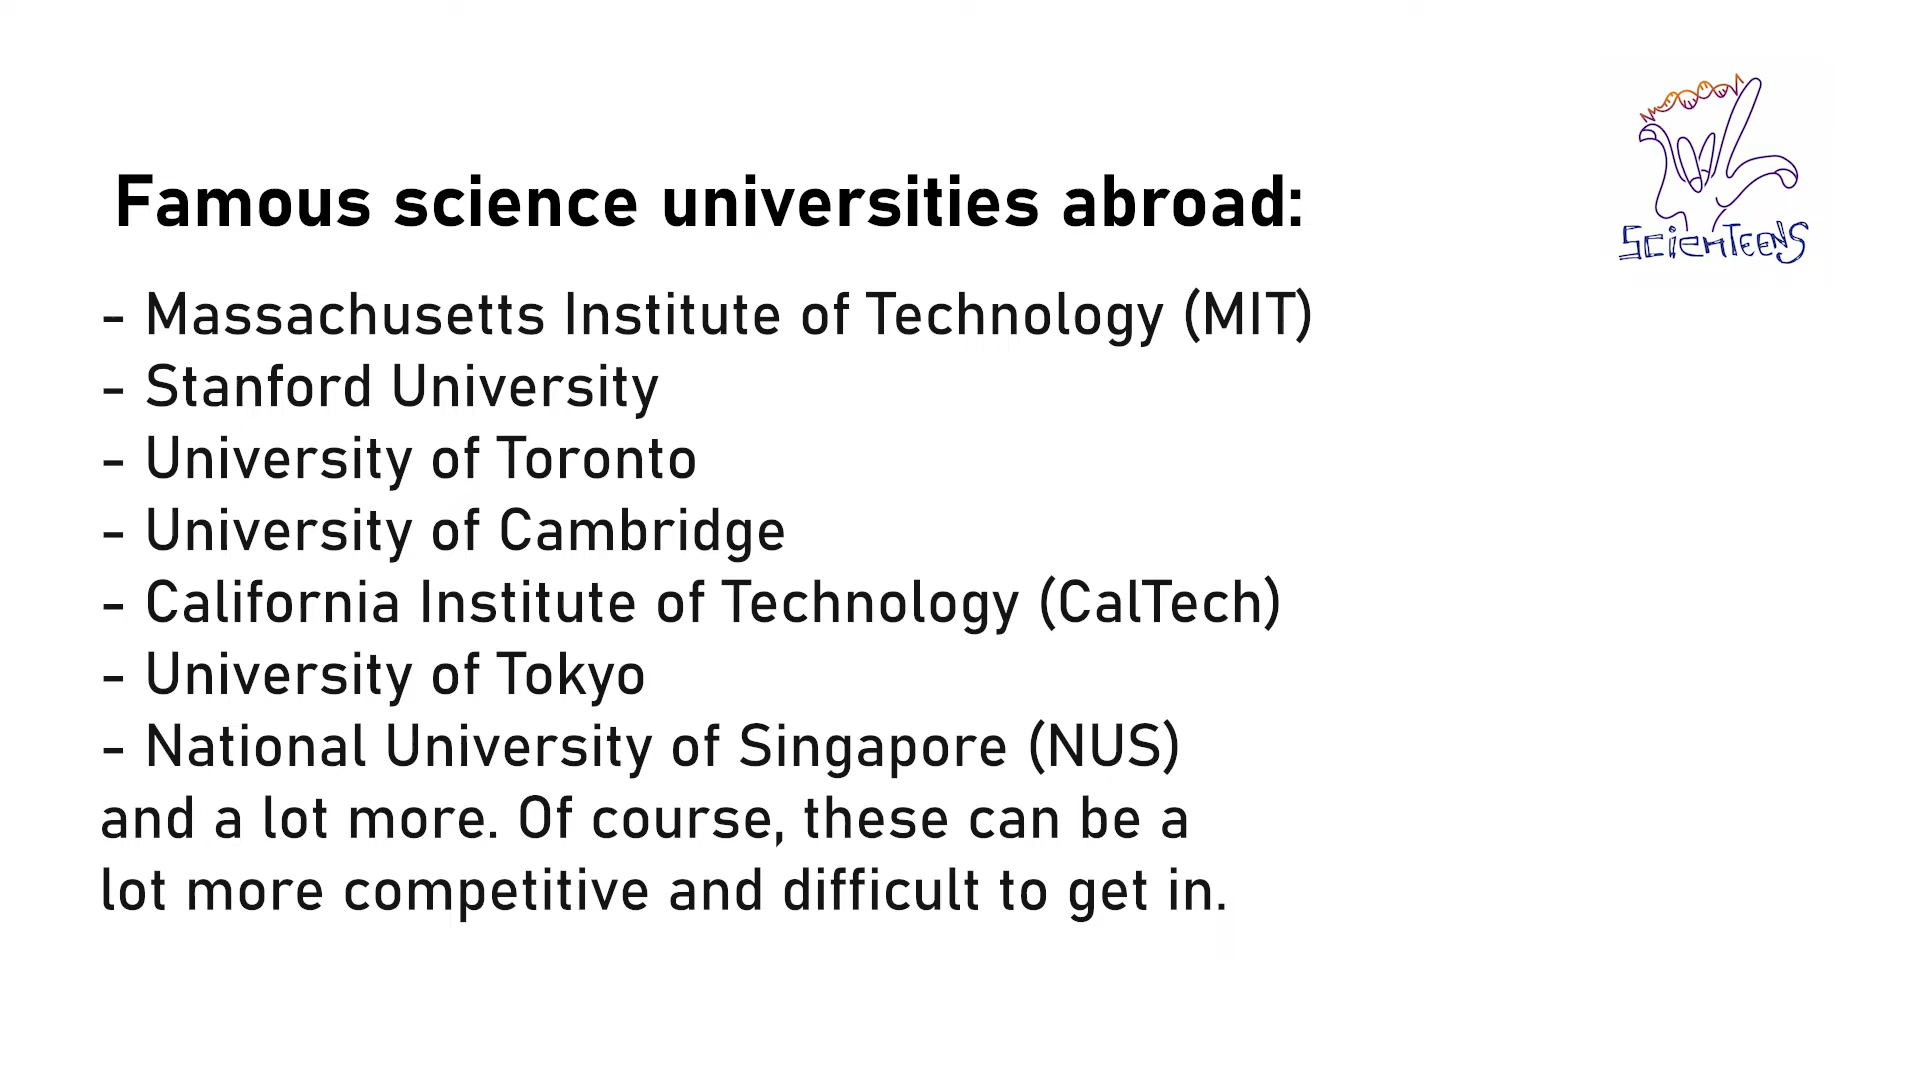 Famous science universities abroad:
- Massachusetts Institute of Technology (MIT)
- Stanford University
- University of Toronto
- University of Cambridge
- California Institute of Technology (CalTech)
- University of Tokyo
- National University of Singapore (NUS)
and a lot more. Of course, these can be a
lot more competitive and difficult to get in.
SCIENTEENS